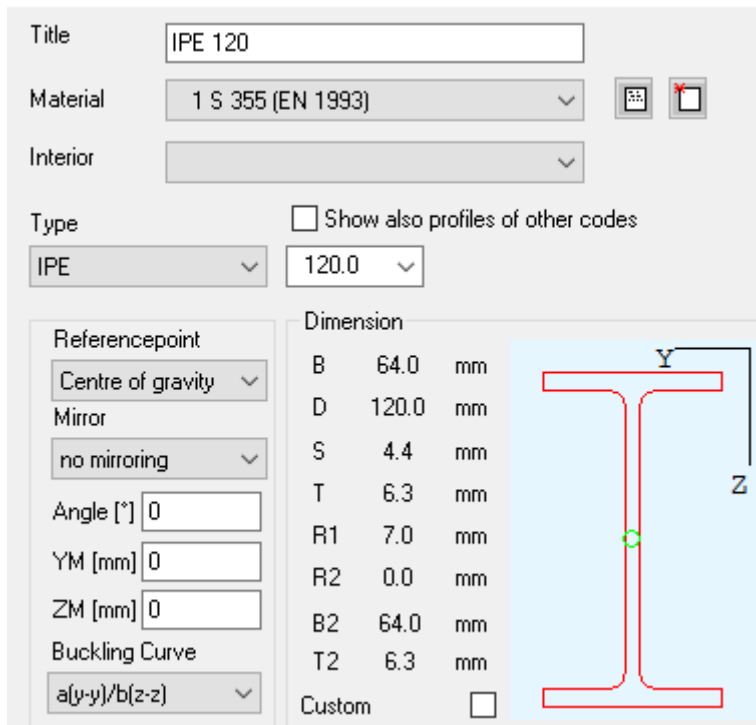 Title IPE 120
Material 1 S 355 (EN 1993)
Interior
Type Show also profiles of other codes
IPE 120.0
Referencepoint
Centre of gravity
Mirror
no mirroring
Angle [°] 0
YM [mm] 0
ZM [mm] 0
Buckling Curve
a(y-y)/b(z-z)
Dimension
B 64.0 mm
D 120.0 mm
S 4.4 mm
T 6.3 mm
R1 7.0 mm
R2 0.0 mm
B2 64.0 mm
T2 6.3 mm
Custom
Y
Z